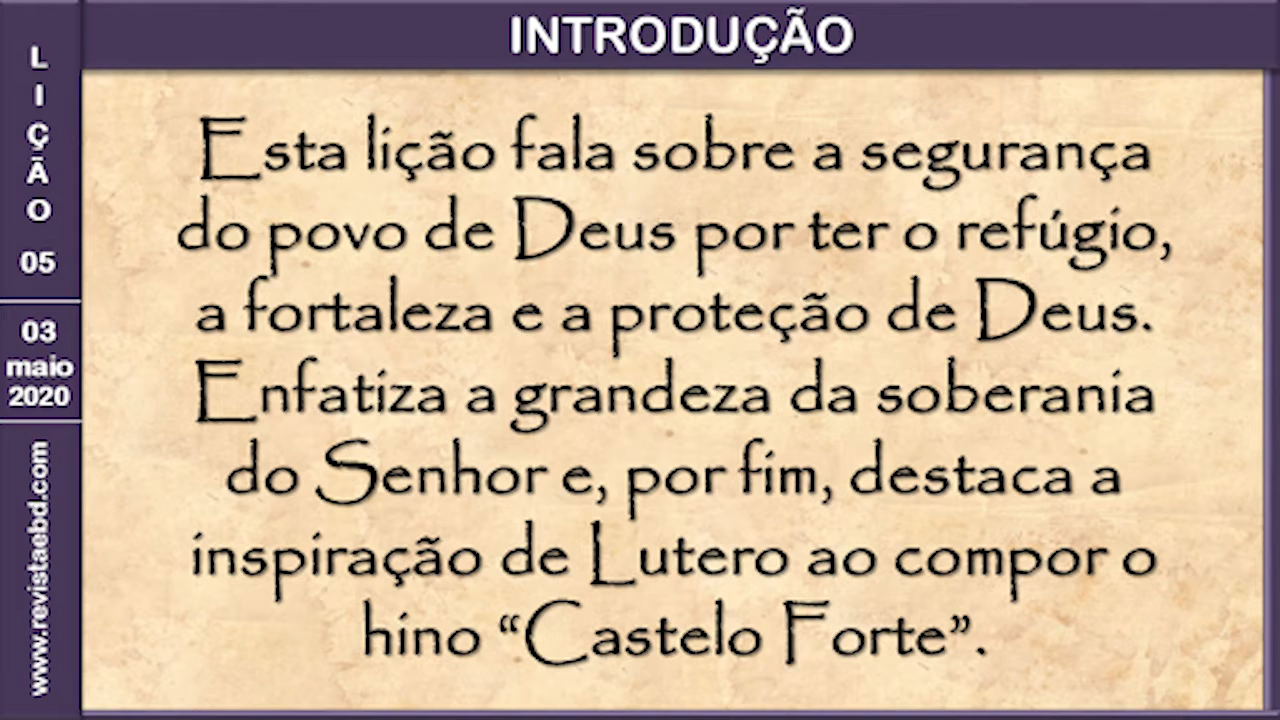 INTRODUÇÃO
LIÇÃO
05
03
maio
2020
www.revistaebd.com
Esta lição fala sobre a segurança
do povo de Deus por ter o refúgio,
a fortaleza e a proteção de Deus.
Enfatiza a grandeza da soberania
do Senhor e, por fim, destaca a
inspiração de Lutero ao compor o
hino “Castelo Forte”.